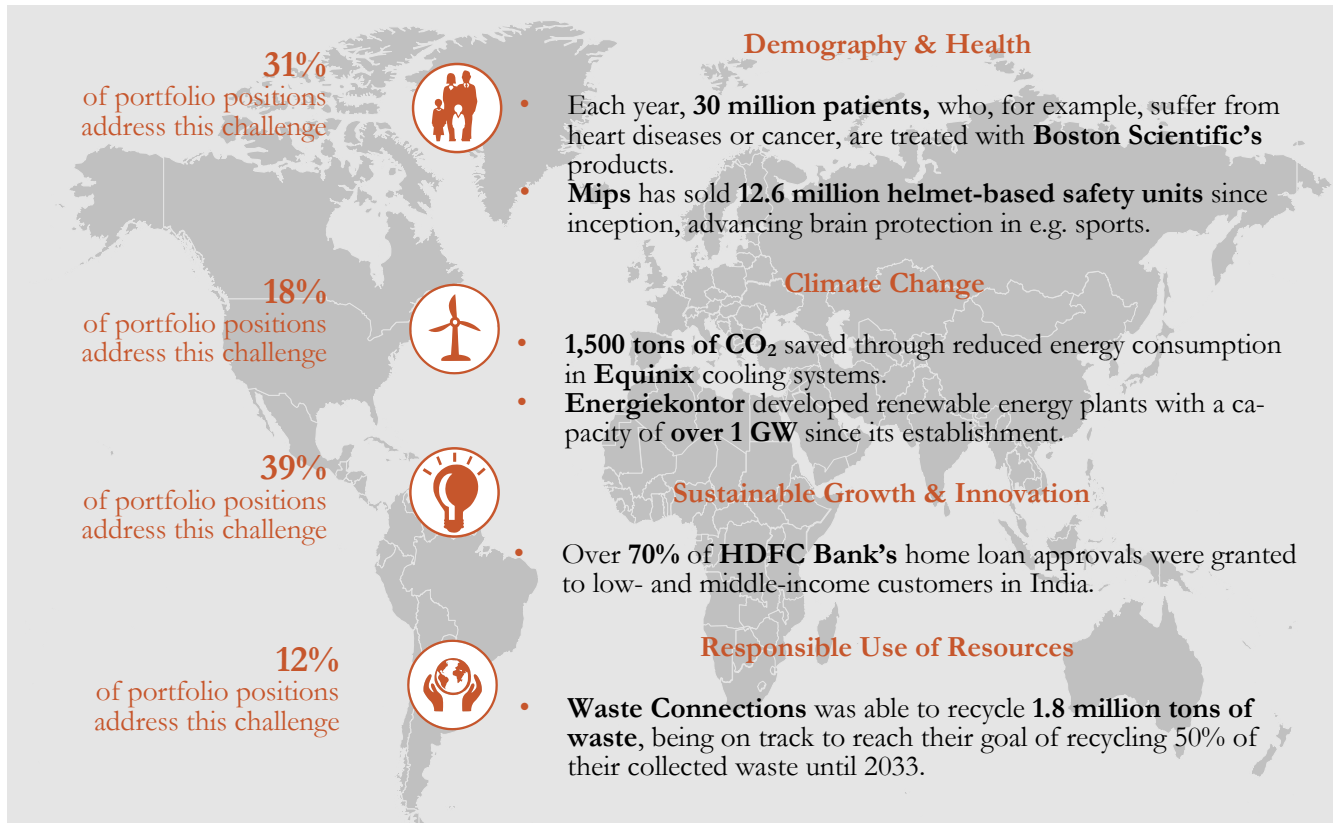 Demography & Health
31%
of portfolio positions
address this challenge
• Each year, 30 million patients, who, for example, suffer from
heart diseases or cancer, are treated with Boston Scientific's
products.
• Mips has sold 12.6 million helmet-based safety units since
inception, advancing brain protection in e.g. sports.
Climate Change
18%
of portfolio positions
address this challenge
• 1,500 tons of CO₂ saved through reduced energy consumption
in Equinix cooling systems.
• Energiekontor developed renewable energy plants with a ca-
pacity of over 1 GW since its establishment.
Sustainable Growth & Innovation
39%
of portfolio positions
address this challenge
• Over 70% of HDFC Bank's home loan approvals were granted
to low- and middle-income customers in India.
Responsible Use of Resources
12%
of portfolio positions
address this challenge
• Waste Connections was able to recycle 1.8 million tons of
waste, being on track to reach their goal of recycling 50% of
their collected waste until 2033.